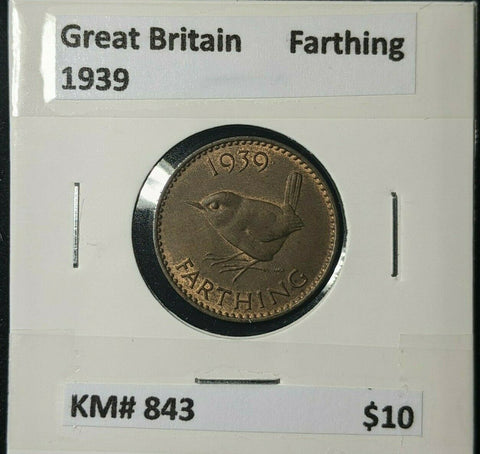 Great Britain Farthing
1939
1939
FARTHING
KM# 843 $10